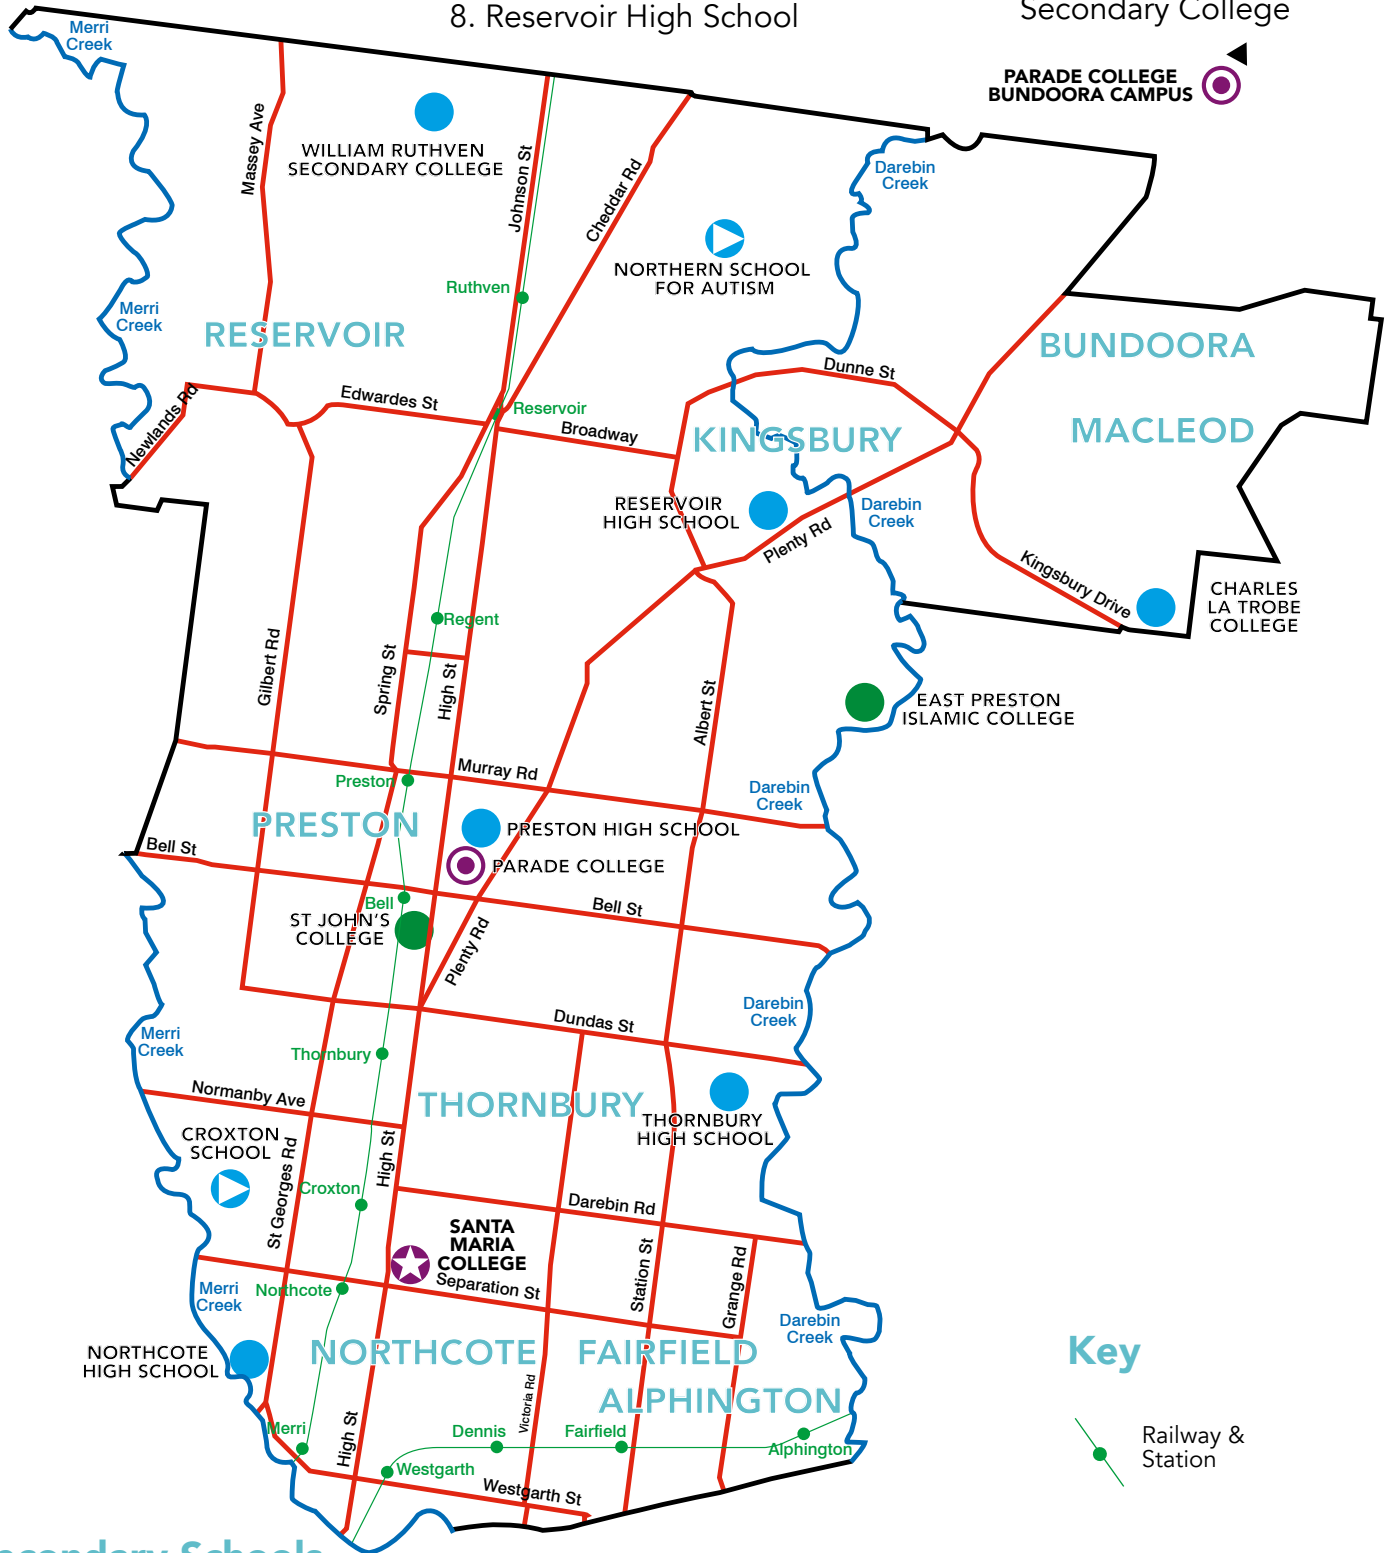 8. Reservoir High School
Secondary College
PARADE COLLEGE
BUNDOORA CAMPUS
Merri
Creek
Massey Ave
WILLIAM RUTHVEN
SECONDARY COLLEGE
Johnson St
Cheddar Rd
Darebin
Creek
NORTHERN SCHOOL
FOR AUTISM
Ruthven
Merri
Creek
RESERVOIR
BUNDOORA
Dunne St
Newlands Rd
Edwardes St
Reservoir
Broadway
KINGSBURY
MACLEOD
RESERVOIR
HIGH SCHOOL
Darebin
Creek
Plenty Rd
Kingsbury Drive
CHARLES
LA TROBE
COLLEGE
Regent
Gilbert Rd
Spring St
High St
Albert St
EAST PRESTON
ISLAMIC COLLEGE
Murray Rd
Preston
Darebin
Creek
PRESTON
PRESTON HIGH SCHOOL
Bell St
PARADE COLLEGE
Bell
Bell St
ST JOHN'S
COLLEGE
Plenty Rd
Darebin
Creek
Dundas St
Merri
Creek
Thornbury
Normanby Ave
THORNBURY
THORNBURY
HIGH SCHOOL
CROXTON
SCHOOL
High St
St Georges Rd
Croxton
Darebin Rd
SANTA
MARIA
COLLEGE
Separation St
Station St
Grange Rd
Merri
Creek
Northcote
Darebin
Creek
NORTHCOTE
HIGH SCHOOL
NORTHCOTE
FAIRFIELD
Key
ALPHINGTON
Victoria Rd
Merri
High St
Dennis
Fairfield
Alphington
Railway &
Station
Westgarth
Westgarth St